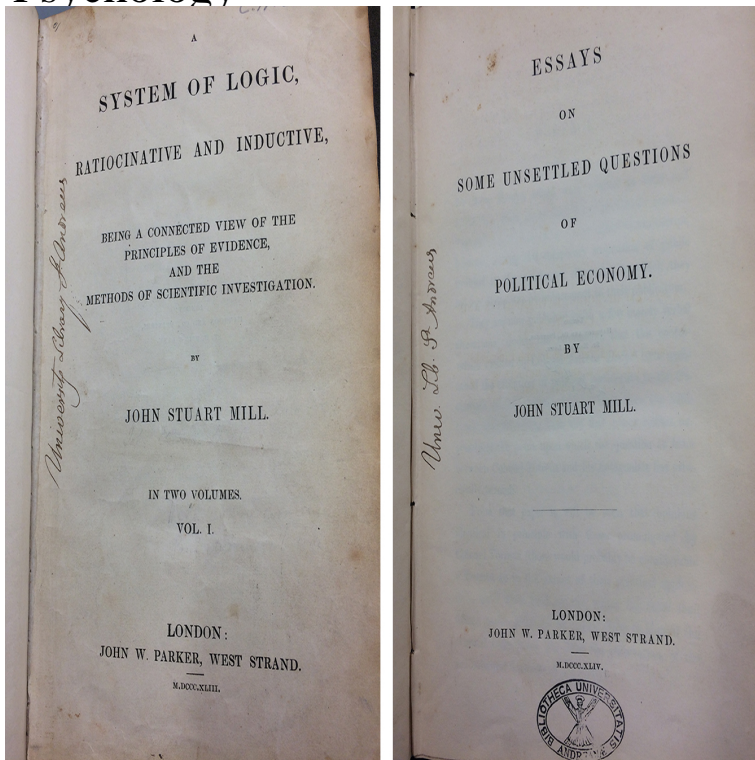 Psychology
A
SYSTEM OF LOGIC,
RATIOCINATIVE AND INDUCTIVE,
BEING A CONNECTED VIEW OF THE
PRINCIPLES OF EVIDENCE,
AND THE
METHODS OF SCIENTIFIC INVESTIGATION.
BY
JOHN STUART MILL.
IN TWO VOLUMES.
VOL. I.
LONDON:
JOHN W. PARKER, WEST STRAND.
M.DCCC.XLIII.
University Library St Andrews
ESSAYS
ON
SOME UNSETTLED QUESTIONS
OF
POLITICAL ECONOMY.
BY
JOHN STUART MILL.
LONDON:
JOHN W. PARKER, WEST STRAND.
M.DCCC.XLIV.
Univ. Lib. St Andrews
BIBLIOTHECA UNIVERSITATIS